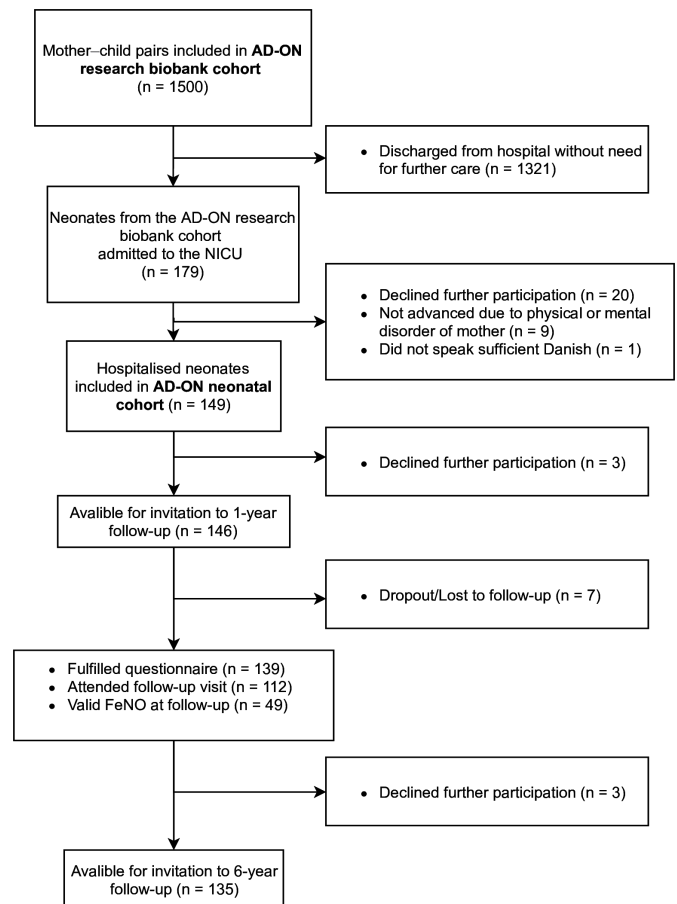 Mother–child pairs included in AD-ON
research biobank cohort
(n = 1500)
• Discharged from hospital without need
for further care (n = 1321)
Neonates from the AD-ON research
biobank cohort
admitted to the NICU
(n = 179)
• Declined further participation (n = 20)
• Not advanced due to physical or mental
disorder of mother (n = 9)
• Did not speak sufficient Danish (n = 1)
Hospitalised neonates
included in AD-ON neonatal
cohort (n = 149)
• Declined further participation (n = 3)
Avalible for invitation to 1-year
follow-up (n = 146)
• Dropout/Lost to follow-up (n = 7)
• Fulfilled questionnaire (n = 139)
• Attended follow-up visit (n = 112)
• Valid FeNO at follow-up (n = 49)
• Declined further participation (n = 3)
Avalible for invitation to 6-year
follow-up (n = 135)